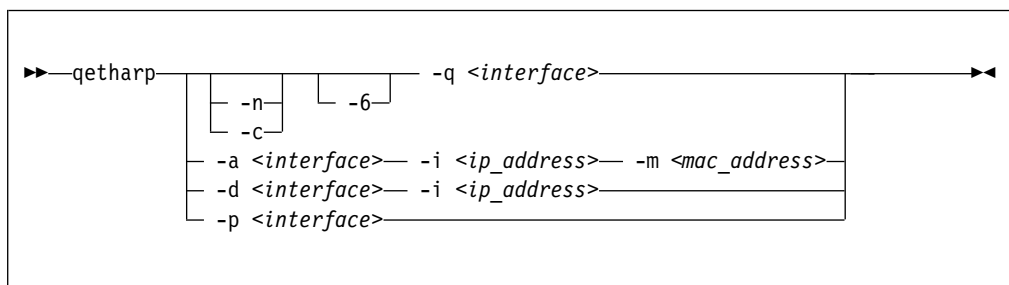 qetharp -q <interface>
-n -6
-c
-a <interface> -i <ip_address> -m <mac_address>
-d <interface> -i <ip_address>
-p <interface>